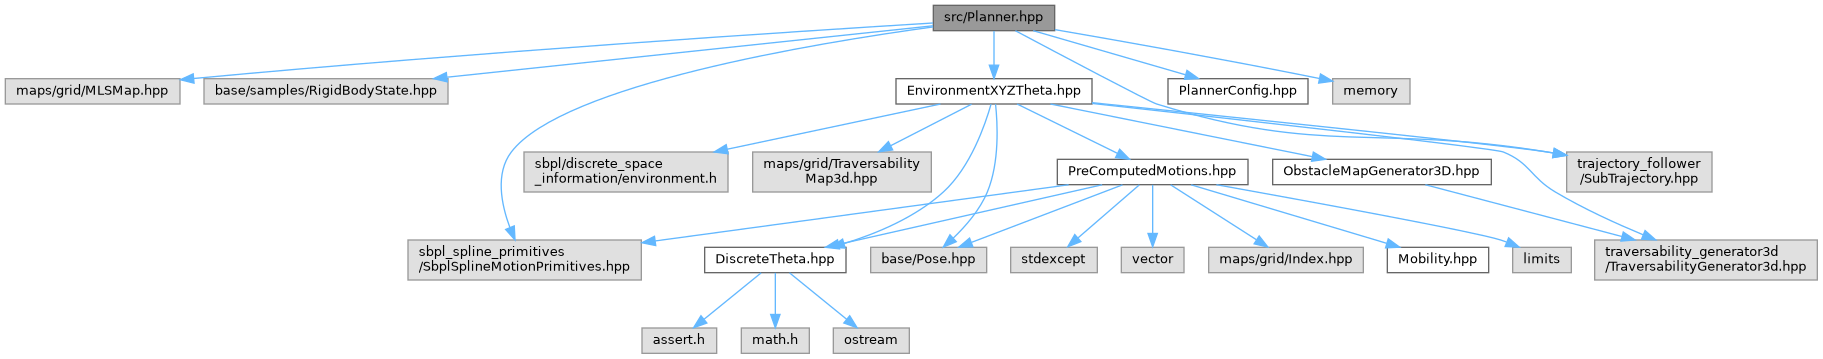 src/Planner.hpp
maps/grid/MLSMap.hpp
base/samples/RigidBodyState.hpp
EnvironmentXYZTheta.hpp
PlannerConfig.hpp
memory
sbpl/discrete_space
_information/environment.h
maps/grid/Traversability
Map3d.hpp
PreComputedMotions.hpp
ObstacleMapGenerator3D.hpp
trajectory_follower
/SubTrajectory.hpp
sbpl_spline_primitives
/SbplSplineMotionPrimitives.hpp
DiscreteTheta.hpp
base/Pose.hpp
stdexcept
vector
maps/grid/Index.hpp
Mobility.hpp
limits
traversability_generator3d
/TraversabilityGenerator3d.hpp
assert.h
math.h
ostream